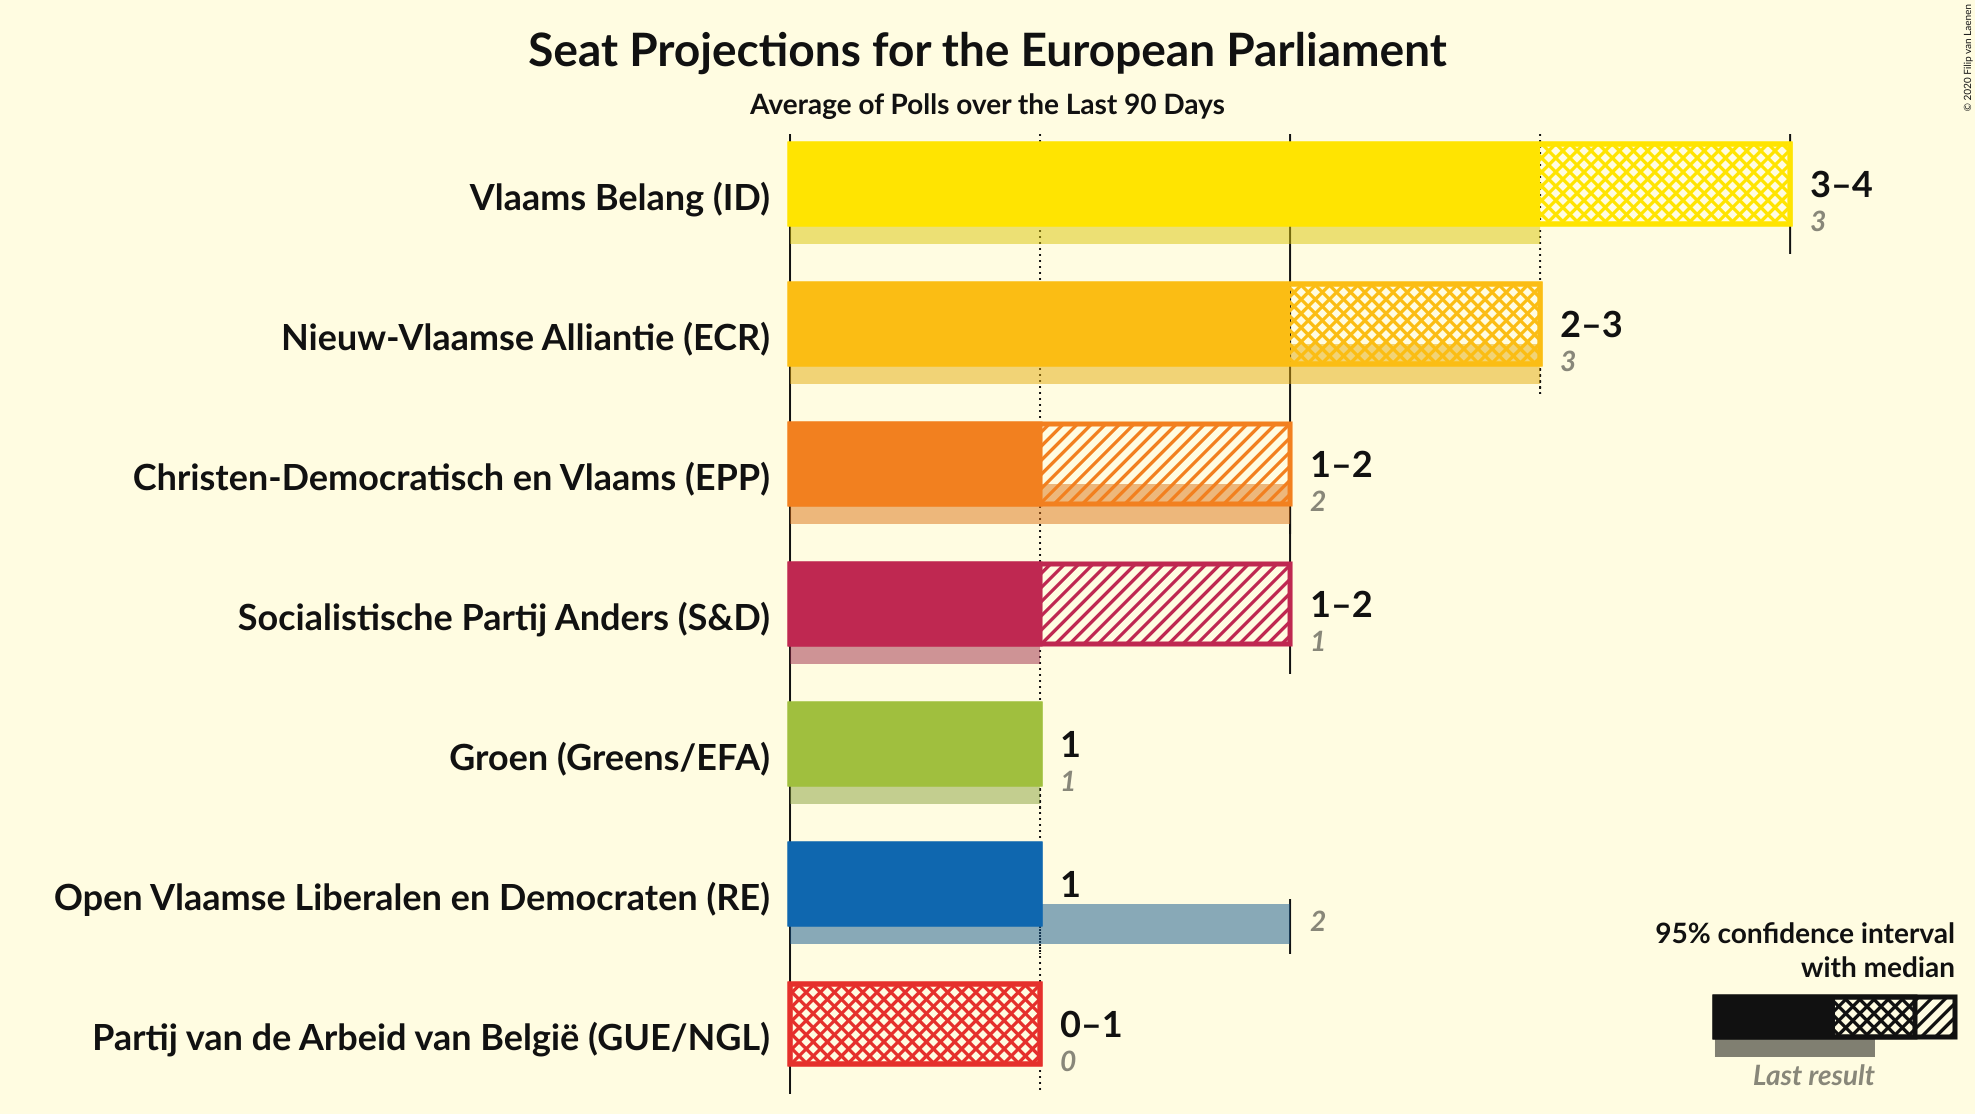 Seat Projections for the European Parliament
Average of Polls over the Last 90 Days
© 2020 Filip van Laenen
Vlaams Belang (ID)
3–4
3
Nieuw-Vlaamse Alliantie (ECR)
2–3
3
Christen-Democratisch en Vlaams (EPP)
1–2
2
Socialistische Partij Anders (S&D)
1–2
1
Groen (Greens/EFA)
1
1
Open Vlaamse Liberalen en Democraten (RE)
1
2
Partij van de Arbeid van België (GUE/NGL)
0–1
0
95% confidence interval
with median
Last result